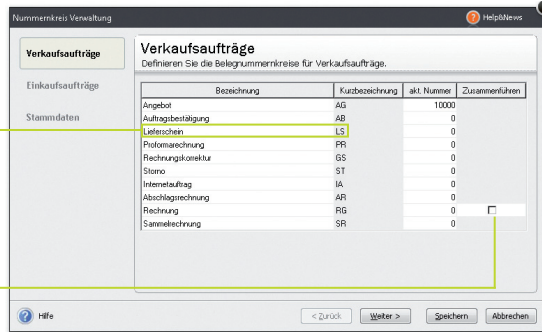 Nummernkreis Verwaltung
Help&News
Verkaufsaufträge
Einkaufsaufträge
Stammdaten
Verkaufsaufträge
Definieren Sie die Belegnummernkreise für Verkaufsaufträge.
Bezeichnung Kurzbezeichnung akt. Nummer Zusammenführen
Angebot AG 10000
Auftragsbestätigung AB 0
Lieferschein LS 0
Proformarechnung PR 0
Rechnungskorrektur GS 0
Storno ST 0
Internetauftrag IA 0
Abschlagsrechnung AR 0
Rechnung RG 0
Sammelrechnung SR 0
Hilfe
< Zurück Weiter > Speichern Abbrechen